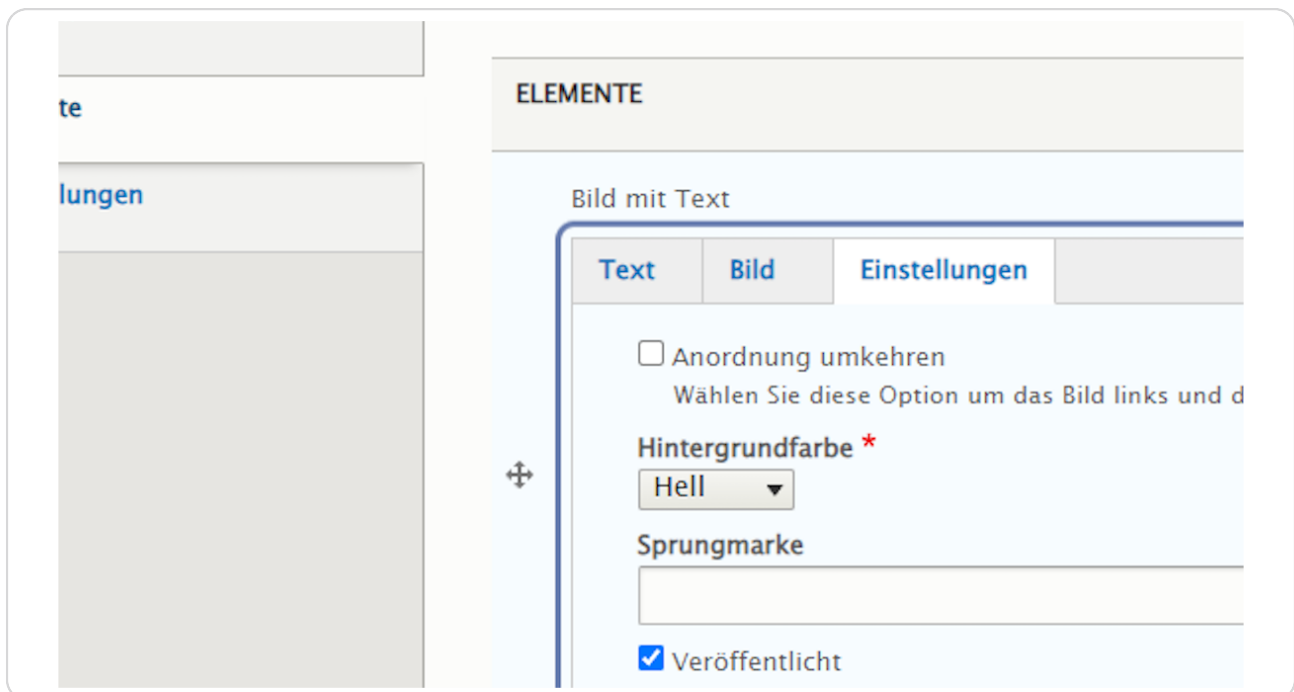 te
lungen
ELEMENTE
Bild mit Text
Text Bild Einstellungen
Anordnung umkehren
Wählen Sie diese Option um das Bild links und d
Hintergrundfarbe *
Hell
Sprungmarke
Veröffentlicht